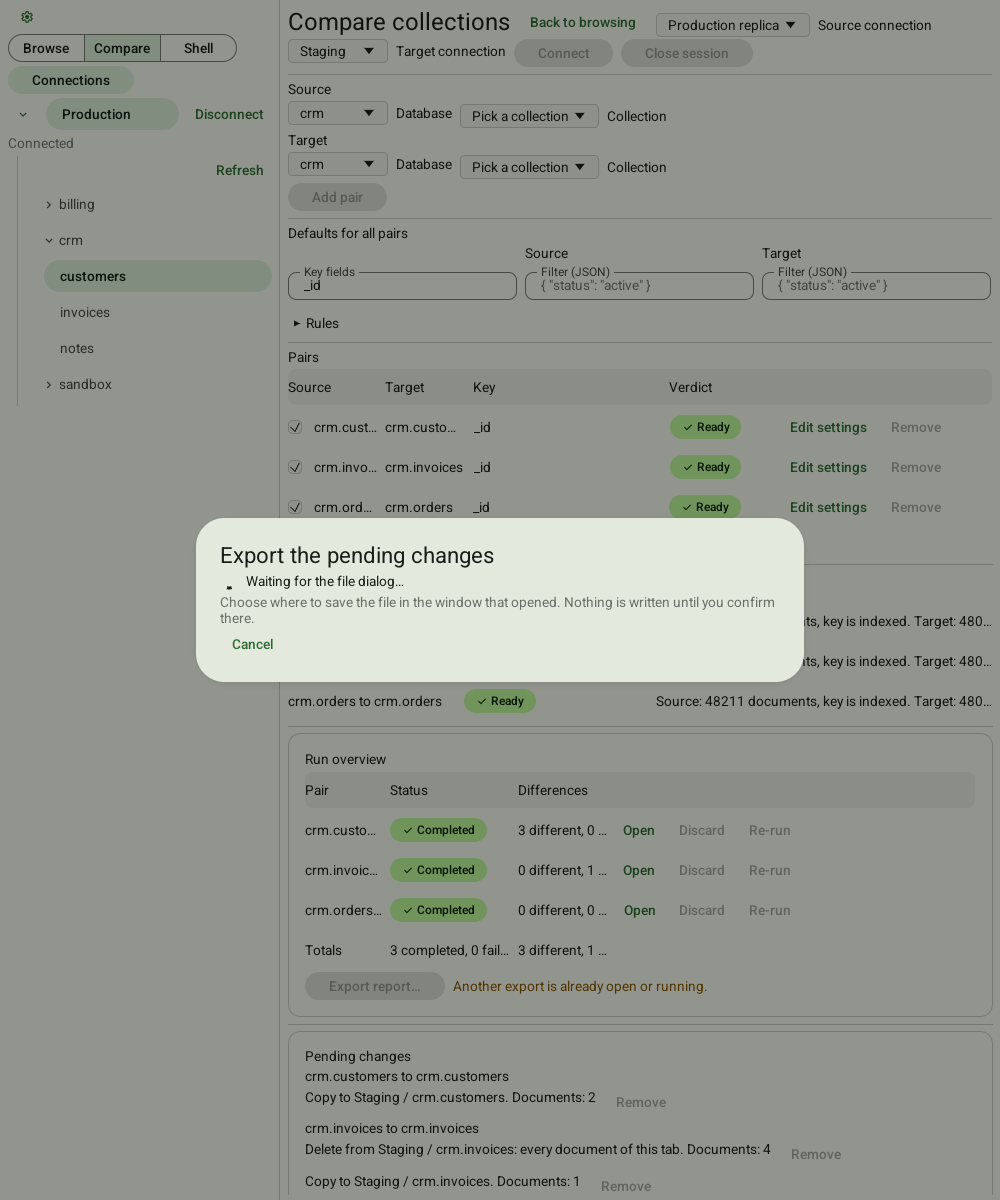 Compare collections Back to browsing Production replica Source connection
Browse Compare Shell
Staging Target connection Connect Close session
Connections
Production Disconnect
Connected
Refresh
billing
crm
customers
invoices
notes
sandbox
Source
crm Database Pick a collection Collection
Target
crm Database Pick a collection Collection
Add pair
Defaults for all pairs
Source Target
Key fields Filter (JSON) Filter (JSON)
_id { "status": "active" } { "status": "active" }
Rules
Pairs
Source Target Key Verdict
crm.cust... crm.custo... _id Ready Edit settings Remove
crm.invo... crm.invoices _id Ready Edit settings Remove
crm.ord... crm.orders _id Ready Edit settings Remove
Export the pending changes
Waiting for the file dialog...
Choose where to save the file in the window that opened. Nothing is written until you confirm
there.
Cancel
key is indexed. Target: 480...
key is indexed. Target: 480...
crm.orders to crm.orders Ready Source: 48211 documents, key is indexed. Target: 480...
Run overview
Pair Status Differences
crm.custo... Completed 3 different, 0 ... Open Discard Re-run
crm.invoic... Completed 0 different, 1 ... Open Discard Re-run
crm.orders... Completed 0 different, 0 ... Open Discard Re-run
Totals 3 completed, 0 fail... 3 different, 1 ...
Export report... Another export is already open or running.
Pending changes
crm.customers to crm.customers
Copy to Staging / crm.customers. Documents: 2 Remove
crm.invoices to crm.invoices
Delete from Staging / crm.invoices: every document of this tab. Documents: 4 Remove
Copy to Staging / crm.invoices. Documents: 1 Remove